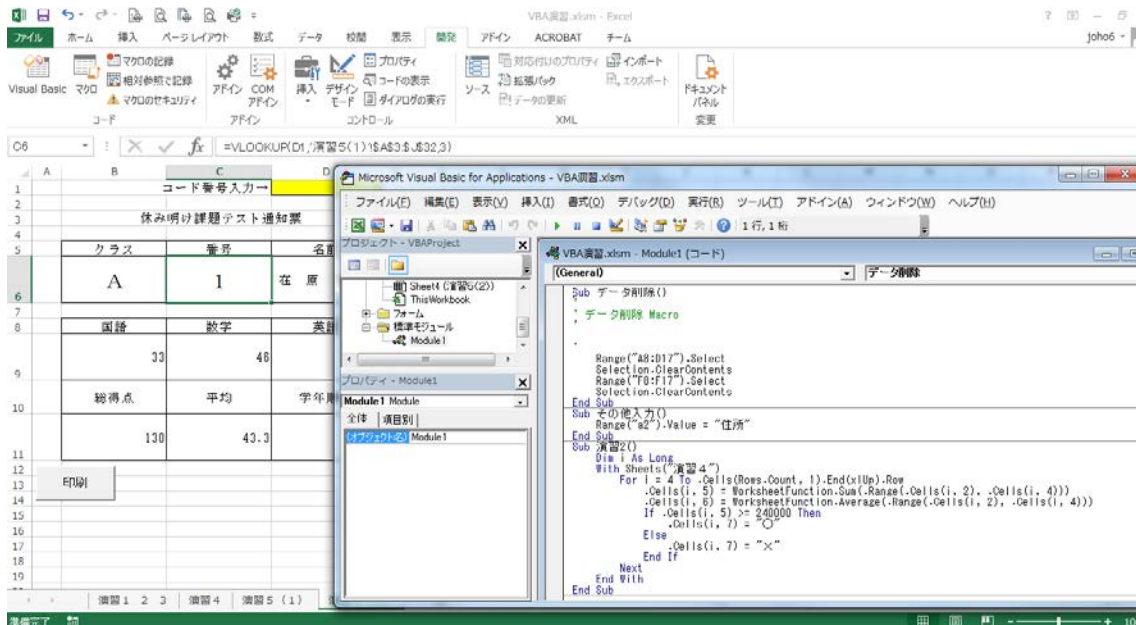 VBA演習.xlsm - Excel
ファイル ホーム 挿入 ページ レイアウト 数式 データ 校閲 表示 開発 アドイン ACROBAT チーム joho6
Visual Basic
マクロ
マクロの記録
相対参照で記録
マクロのセキュリティ
コード
アドイン
COM アドイン
アドイン
挿入
デザイン モード
プロパティ
コードの表示
ダイアログの実行
コントロール
ソース
対応付けのプロパティ
拡張パック
データの更新
インポート
エクスポート
XML
ドキュメント パネル
変更
C6 fx =VLOOKUP(D1,'演習5(1)'!$A$3:$J$32,3)
A B C D
1 コード番号入力→
2
3 休み明け課題テスト通知票
4
5 クラス 番号 名前
6 A 1 在 原
7
8 国語 数学 英語
9 33 46
10 総得点 平均 学年
11 130 43.3
12
13 印刷
14
15
16
17
18
19
演習1 2 3 演習4 演習5 (1)
準備完了
Microsoft Visual Basic for Applications - VBA演習.xlsm
ファイル(F) 編集(E) 表示(V) 挿入(I) 書式(O) デバッグ(D) 実行(R) ツール(T) アドイン(A) ウィンドウ(W) ヘルプ(H)
1 行, 1 桁
プロジェクト - VBAProject
Sheet4 (演習5(2))
ThisWorkbook
フォーム
標準モジュール
Module1
プロパティ - Module1
Module1 Module
全体 項目別
(オブジェクト名) Module1
VBA演習.xlsm - Module1 (コード)
(General) データ削除
Sub データ削除()
'
' データ削除 Macro
'
Range("A8:D17").Select
Selection.ClearContents
Range("F8:F17").Select
Selection.ClearContents
End Sub
Sub その他入力()
Range("a2").Value = "住所"
End Sub
Sub 演習2()
Dim i As Long
With Sheets("演習４")
For i = 4 To .Cells(Rows.Count, 1).End(xlUp).Row
.Cells(i, 5) = WorksheetFunction.Sum(.Range(.Cells(i, 2), .Cells(i, 4)))
.Cells(i, 6) = WorksheetFunction.Average(.Range(.Cells(i, 2), .Cells(i, 4)))
If .Cells(i, 5) >= 240000 Then
.Cells(i, 7) = "○"
Else
.Cells(i, 7) = "×"
End If
Next
End With
End Sub